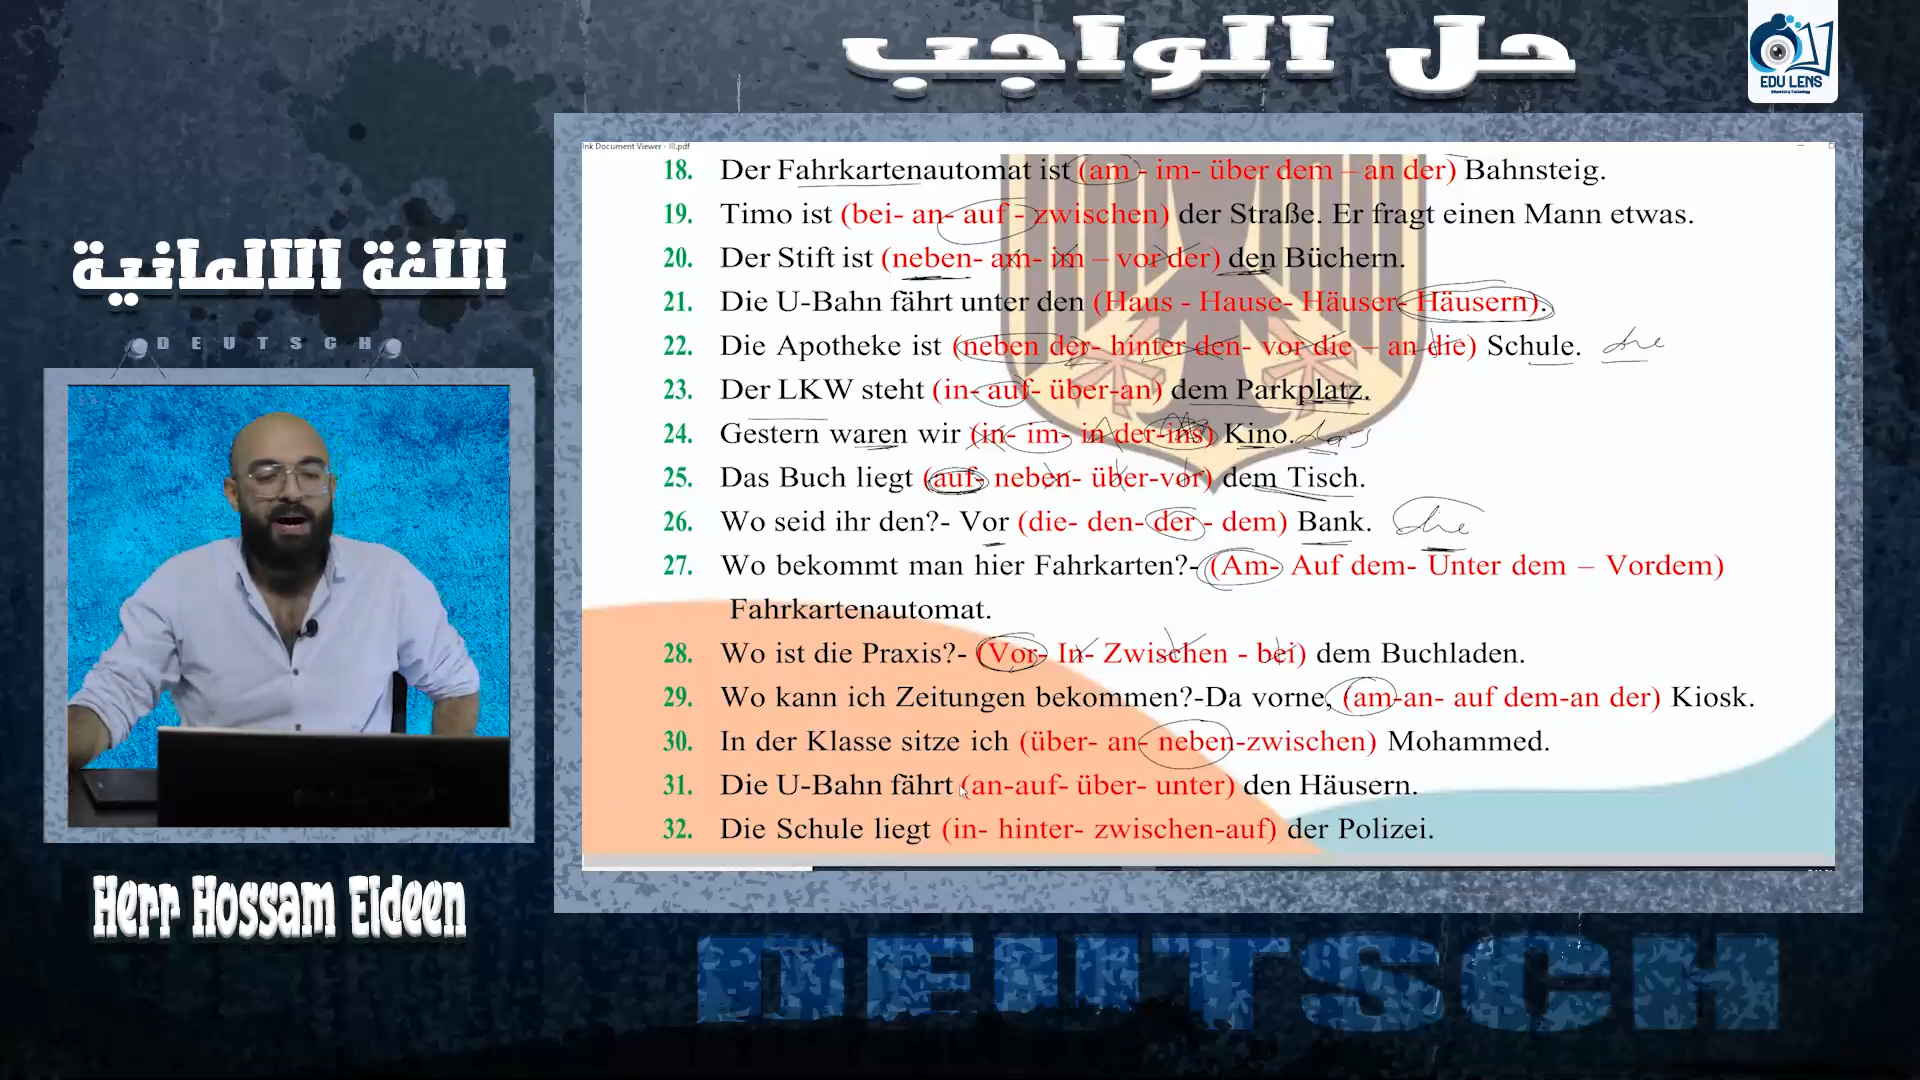 حل الواجب
EDU LENS
اللغة الالمانية
DEUTSCH
Herr Hossam Eldeen
Ink Document Viewer - III.pdf
18. Der Fahrkartenautomat ist (am - im- über dem – an der) Bahnsteig.
19. Timo ist (bei- an- auf - zwischen) der Straße. Er fragt einen Mann etwas.
20. Der Stift ist (neben- am- im – vor der) den Büchern.
21. Die U-Bahn fährt unter den (Haus - Hause- Häuser- Häusern).
22. Die Apotheke ist (neben der- hinter den- vor die – an die) Schule. die
23. Der LKW steht (in- auf- über-an) dem Parkplatz.
24. Gestern waren wir (in- im- in der-ins) Kino. das
25. Das Buch liegt (auf- neben- über-vor) dem Tisch.
26. Wo seid ihr den?- Vor (die- den- der - dem) Bank. die
27. Wo bekommt man hier Fahrkarten?- (Am- Auf dem- Unter dem – Vordem)
Fahrkartenautomat.
28. Wo ist die Praxis?- (Vor- In- Zwischen - bei) dem Buchladen.
29. Wo kann ich Zeitungen bekommen?-Da vorne, (am-an- auf dem-an der) Kiosk.
30. In der Klasse sitze ich (über- an- neben-zwischen) Mohammed.
31. Die U-Bahn fährt (an-auf- über- unter) den Häusern.
32. Die Schule liegt (in- hinter- zwischen-auf) der Polizei.
DEUTSCH